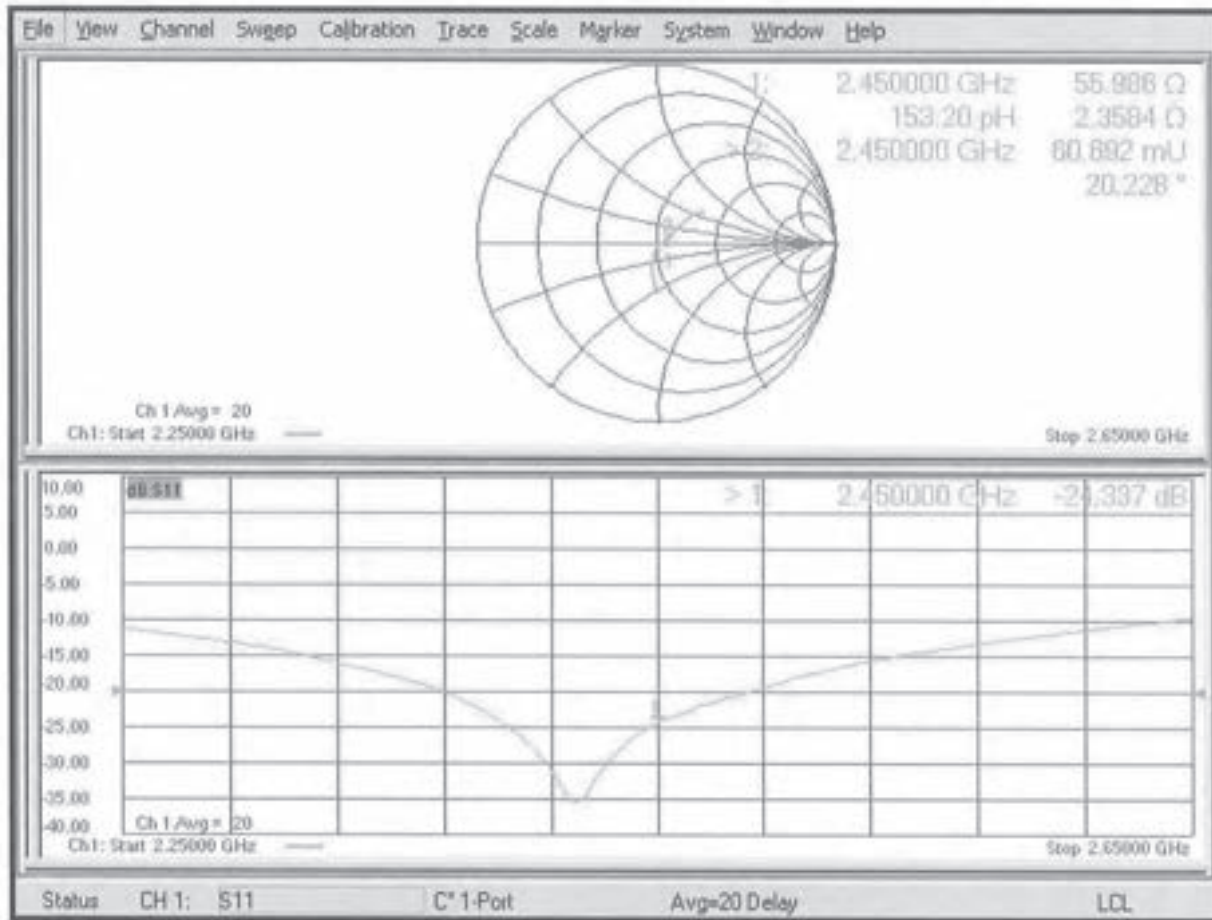 File View Channel Sweep Calibration Trace Scale Marker System Window Help
1: 2.450000 GHz 55.986 Ω
153.20 pH 2.3584 Ω
> 2: 2.450000 GHz 60.692 mU
20.228 °
Ch 1 Avg = 20
Ch1: Start 2.25000 GHz Stop 2.65000 GHz
10.00 dB S11 > 1: 2.450000 GHz -24.337 dB
5.00
0.00
-5.00
-10.00
-15.00
-20.00
-25.00
-30.00
-35.00
-40.00 Ch 1 Avg = 20
Ch1: Start 2.25000 GHz Stop 2.65000 GHz
Status CH 1: S11 C* 1-Port Avg=20 Delay LCL